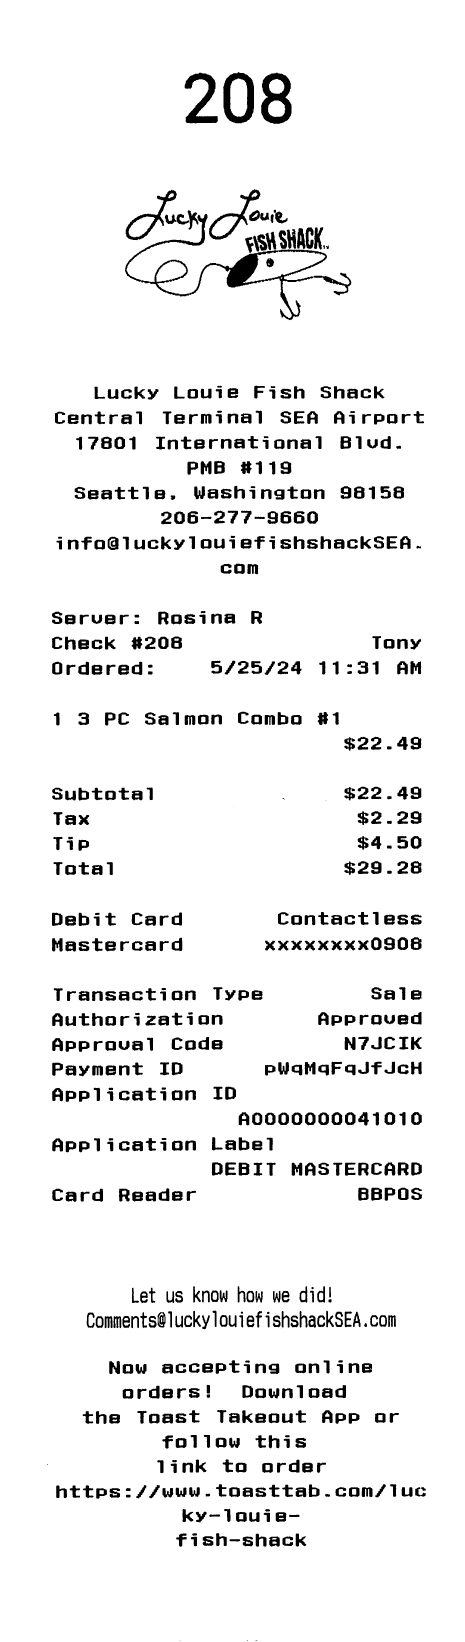 208
Lucky Louie
FISH SHACK
Lucky Louie Fish Shack
Central Terminal SEA Airport
17801 International Blvd.
PMB #119
Seattle, Washington 98158
206-277-9660
info@luckylouiefishshackSEA.
com
Server: Rosina R
Check #208 Tony
Ordered: 5/25/24 11:31 AM
1 3 PC Salmon Combo #1
$22.49
Subtotal $22.49
Tax $2.29
Tip $4.50
Total $29.28
Debit Card Contactless
Mastercard xxxxxxxx0908
Transaction Type Sale
Authorization Approved
Approval Code N7JCIK
Payment ID pWqMqFqJfJcH
Application ID
A0000000041010
Application Label
DEBIT MASTERCARD
Card Reader BBPOS
Let us know how we did!
Comments@luckylouiefishshackSEA.com
Now accepting online
orders! Download
the Toast Takeout App or
follow this
link to order
https://www.toasttab.com/luc
ky-louie-
fish-shack